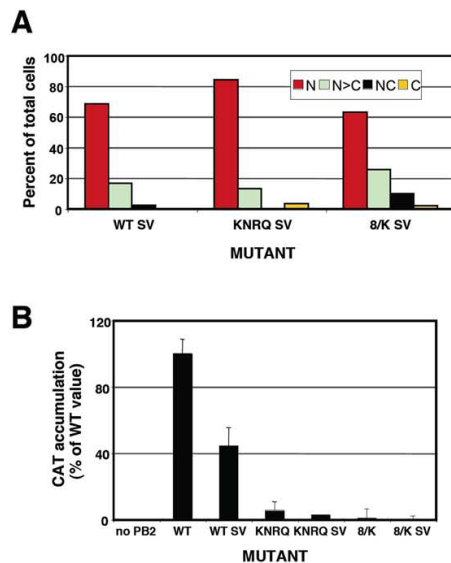 A
Percent of total cells
100
80
60
40
20
0
N N>C NC C
WT SV KNRQ SV 8/K SV
MUTANT
B
CAT accumulation
(% of WT value)
120
80
40
0
no PB2 WT WT SV KNRQ KNRQ SV 8/K 8/K SV
MUTANT